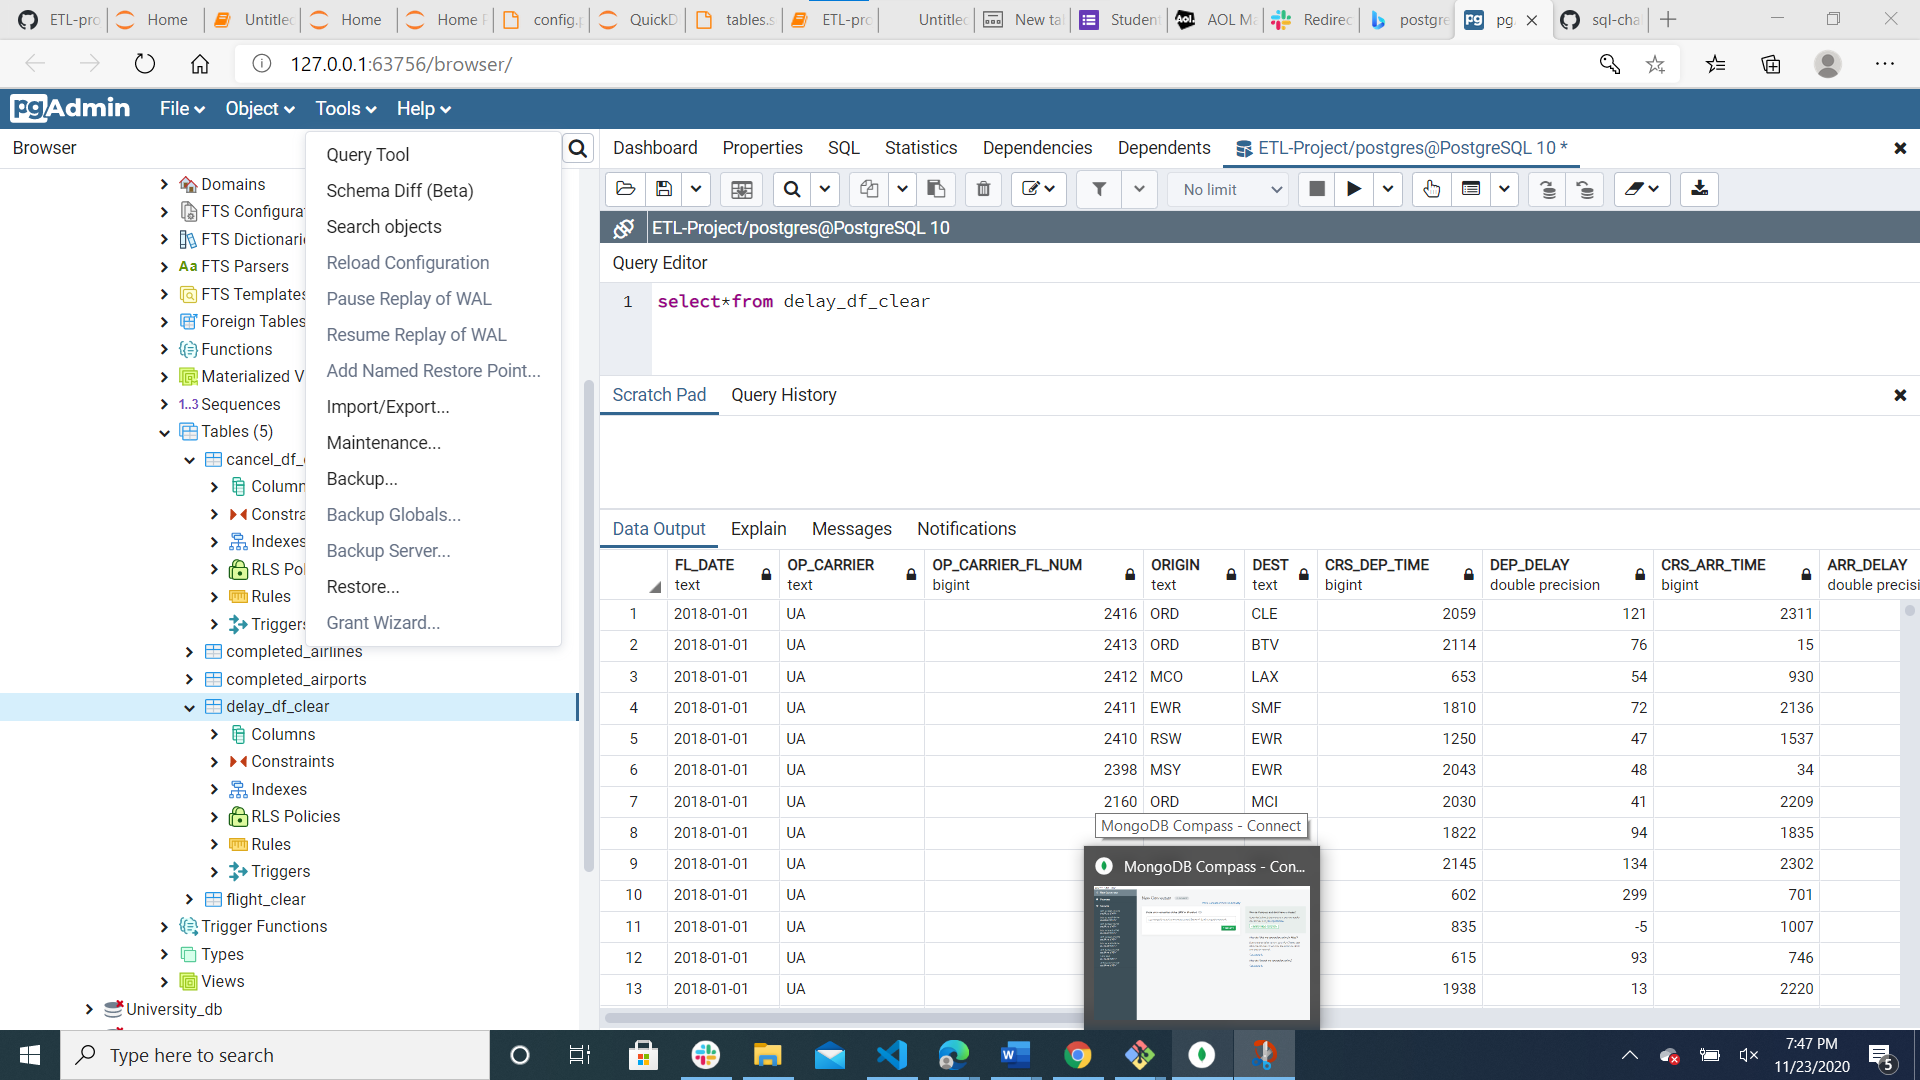 ETL-pro
Home
Untitled
Home
Home P
config.p
QuickD
tables.s
ETL-pro
Untitled
New tab
Student
AOL Ma
Redirec
postgre
pg
sql-cha
127.0.0.1:63756/browser/
pgAdmin
File
Object
Tools
Help
Browser
Domains
FTS Configurat
FTS Dictionarie
Aa FTS Parsers
FTS Templates
Foreign Tables
Functions
Materialized V
1..3 Sequences
Tables (5)
cancel_df_c
Column
Constra
Indexes
RLS Pol
Rules
Triggers
completed_airlines
completed_airports
delay_df_clear
Columns
Constraints
Indexes
RLS Policies
Rules
Triggers
flight_clear
Trigger Functions
Types
Views
University_db
Query Tool
Schema Diff (Beta)
Search objects
Reload Configuration
Pause Replay of WAL
Resume Replay of WAL
Add Named Restore Point...
Import/Export...
Maintenance...
Backup...
Backup Globals...
Backup Server...
Restore...
Grant Wizard...
Dashboard Properties SQL Statistics Dependencies Dependents ETL-Project/postgres@PostgreSQL 10 *
No limit
ETL-Project/postgres@PostgreSQL 10
Query Editor
1 select*from delay_df_clear
Scratch Pad Query History
Data Output Explain Messages Notifications
FL_DATE OP_CARRIER OP_CARRIER_FL_NUM ORIGIN DEST CRS_DEP_TIME DEP_DELAY CRS_ARR_TIME ARR_DELAY
text text bigint text text bigint double precision bigint double precisi
1 2018-01-01 UA 2416 ORD CLE 2059 121 2311
2 2018-01-01 UA 2413 ORD BTV 2114 76 15
3 2018-01-01 UA 2412 MCO LAX 653 54 930
4 2018-01-01 UA 2411 EWR SMF 1810 72 2136
5 2018-01-01 UA 2410 RSW EWR 1250 47 1537
6 2018-01-01 UA 2398 MSY EWR 2043 48 34
7 2018-01-01 UA 2160 ORD MCI 2030 41 2209
8 2018-01-01 UA 1822 94 1835
9 2018-01-01 UA 2145 134 2302
10 2018-01-01 UA 602 299 701
11 2018-01-01 UA 835 -5 1007
12 2018-01-01 UA 615 93 746
13 2018-01-01 UA 1938 13 2220
MongoDB Compass - Connect
MongoDB Compass - Con...
Type here to search
7:47 PM
11/23/2020
5